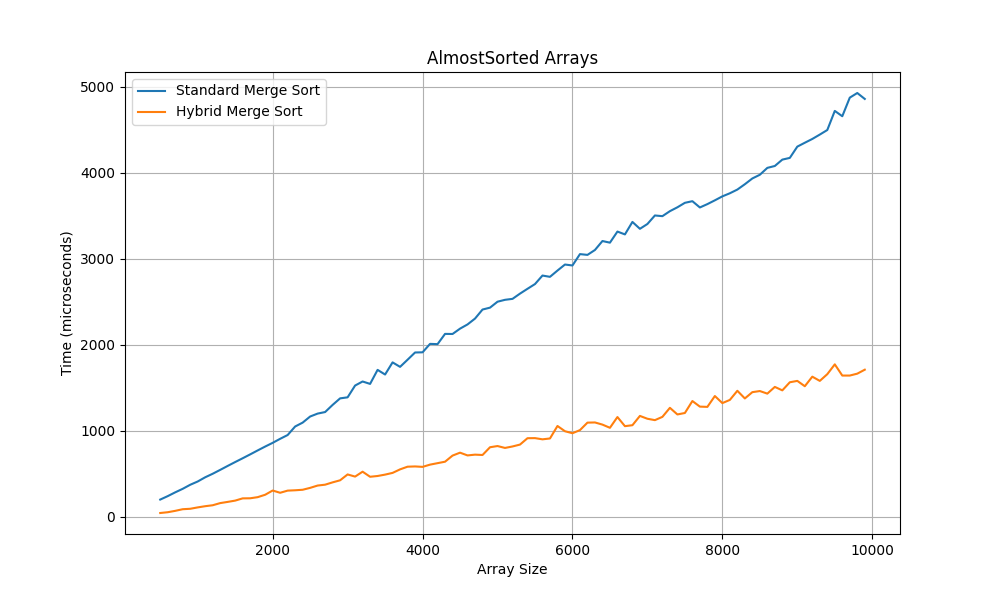 AlmostSorted Arrays
Standard Merge Sort
Hybrid Merge Sort
Time (microseconds)
5000
4000
3000
2000
1000
0
2000 4000 6000 8000 10000
Array Size